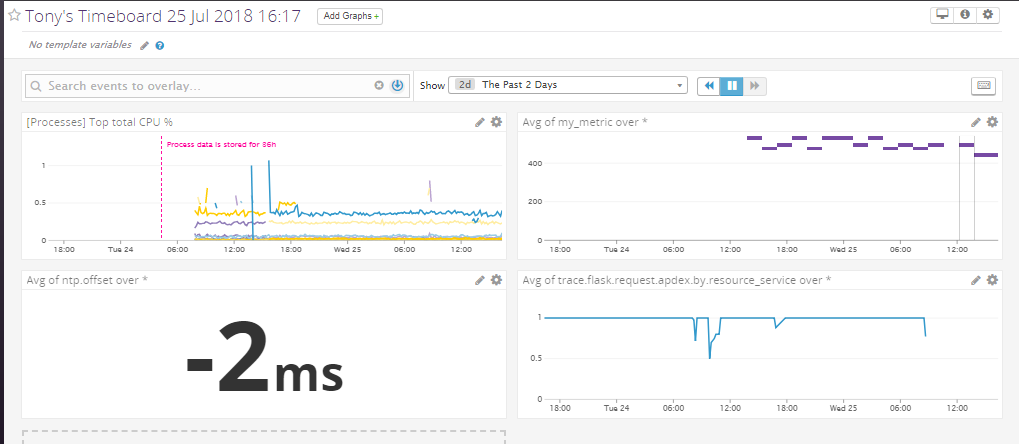 Tony's Timeboard 25 Jul 2018 16:17 Add Graphs +
No template variables
Search events to overlay...
Show 2d The Past 2 Days
[Processes] Top total CPU %
Process data is stored for 36h
1
0.5
0
18:00 Tue 24 06:00 12:00 18:00 Wed 25 06:00 12:00
Avg of my_metric over *
400
200
0
18:00 Tue 24 06:00 12:00 18:00 Wed 25 06:00 12:00
Avg of ntp.offset over *
-2ms
Avg of trace.flask.request.apdex.by.resource_service over *
1
0.5
0
18:00 Tue 24 06:00 12:00 18:00 Wed 25 06:00 12:00